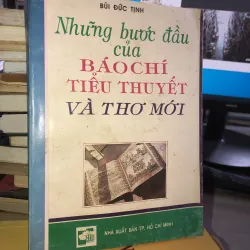 BÙI ĐỨC TỊNH
Những bước đầu
của
BÁO CHÍ
TIỂU THUYẾT
VÀ THƠ MỚI
NHÀ XUẤT BẢN TP. HỒ CHÍ MINH